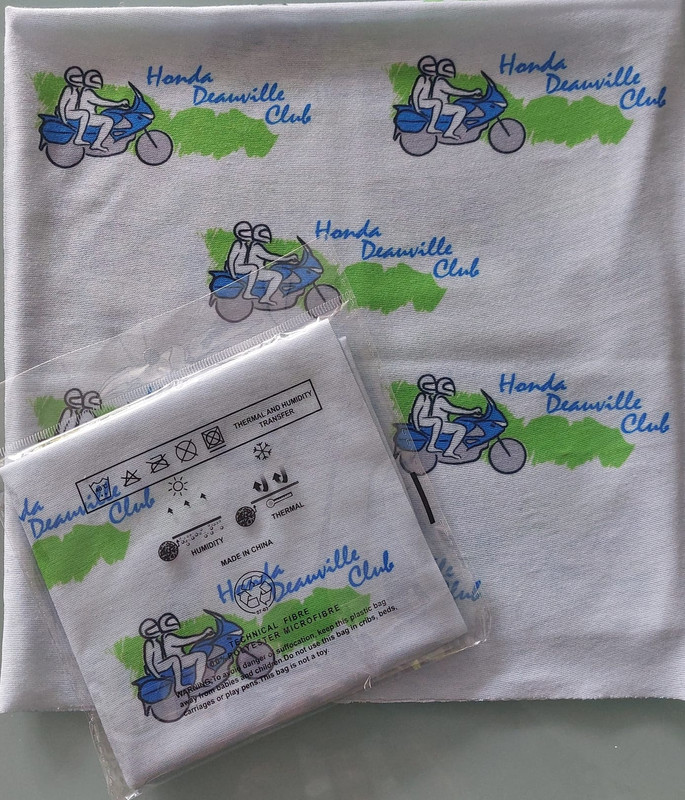 Honda
Deauville
Club
Honda
Deauville
Club
Honda
Deauville
Club
Honda
Deauville
Club
THERMAL AND HUMIDITY
TRANSFER
da
Deauville
Club
HUMIDITY
THERMAL
MADE IN CHINA
Honda
Deauville
Club
TECHNICAL FIBRE
POLYESTER MICROFIBRE
WARNING:To avoid danger of suffocation, keep this plastic bag
away from babies and children.Do not use this bag in cribs, beds,
carriages or play pens.This bag is not a toy.
Club